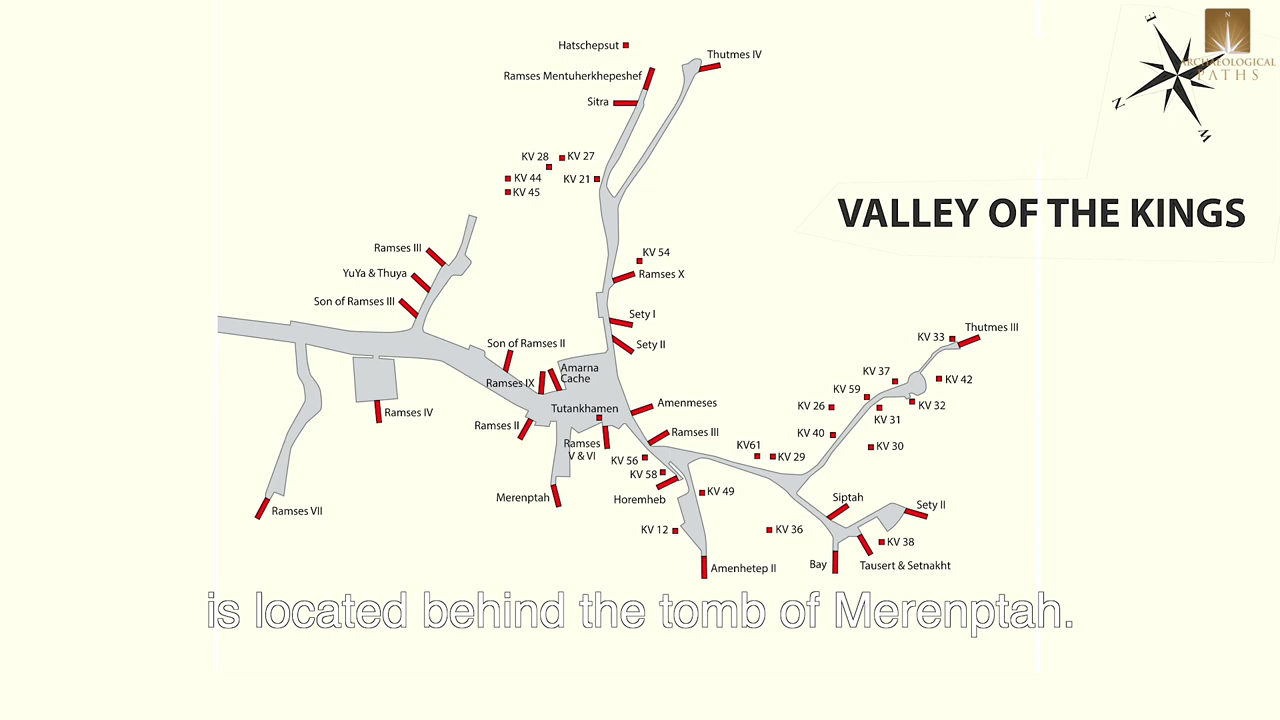 Hatschepsut
Thutmes IV
Ramses Mentuherkhepeshef
Sitra
KV 28
KV 27
KV 44
KV 21
KV 45
E
N
ARCHAEOLOGICAL
PATHS
N
W
VALLEY OF THE KINGS
Ramses III
YuYa & Thuya
Son of Ramses III
KV 54
Ramses X
Sety I
Sety II
Son of Ramses II
Ramses IX
Amarna
Cache
Tutankhamen
Ramses IV
Ramses II
Ramses
V & VI
Amenmeses
Ramses III
KV 56
KV 58
Horemheb
KV 49
KV 12
Merenptah
Ramses VII
Amenhetep II
KV 33
Thutmes III
KV 37
KV 42
KV 59
KV 26
KV 31
KV 32
KV 40
KV 30
KV61
KV 29
KV 36
Siptah
Sety II
KV 38
Bay
Tausert & Setnakht
is located behind the tomb of Merenptah.